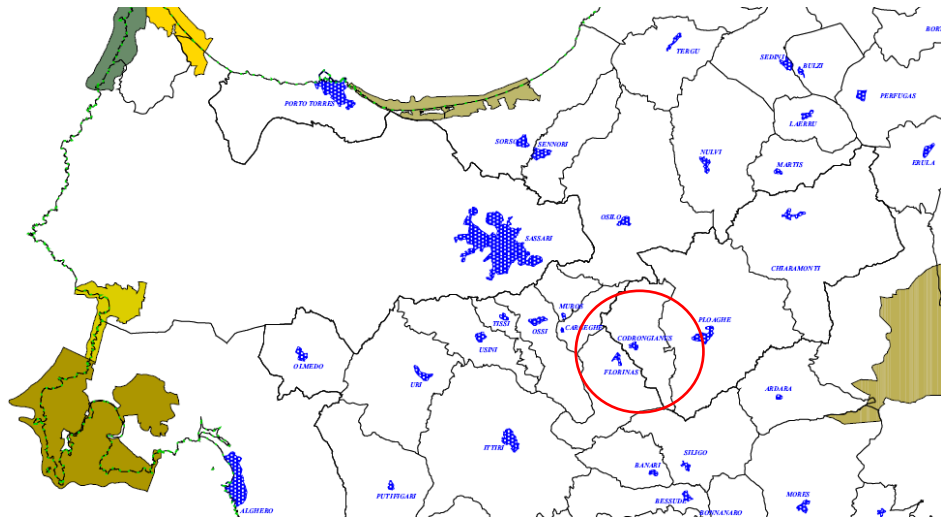 TERGU
SEDINI
BULZI
PERFUGAS
PORTO TORRES
LAERRU
SORSO
SENNORI
NULVI
MARTIS
ERULA
OSILO
SASSARI
CHIARAMONTI
MUROS
TISSI
OSSI
CARGEGHE
PLOAGHE
CODRONGIANUS
USINI
OLMEDO
FLORINAS
URI
ARDARA
ITTIRI
BANARI
SILIGO
PUTIFIGARI
BESSUDE
MORES
BONNANARO
ALGHERO